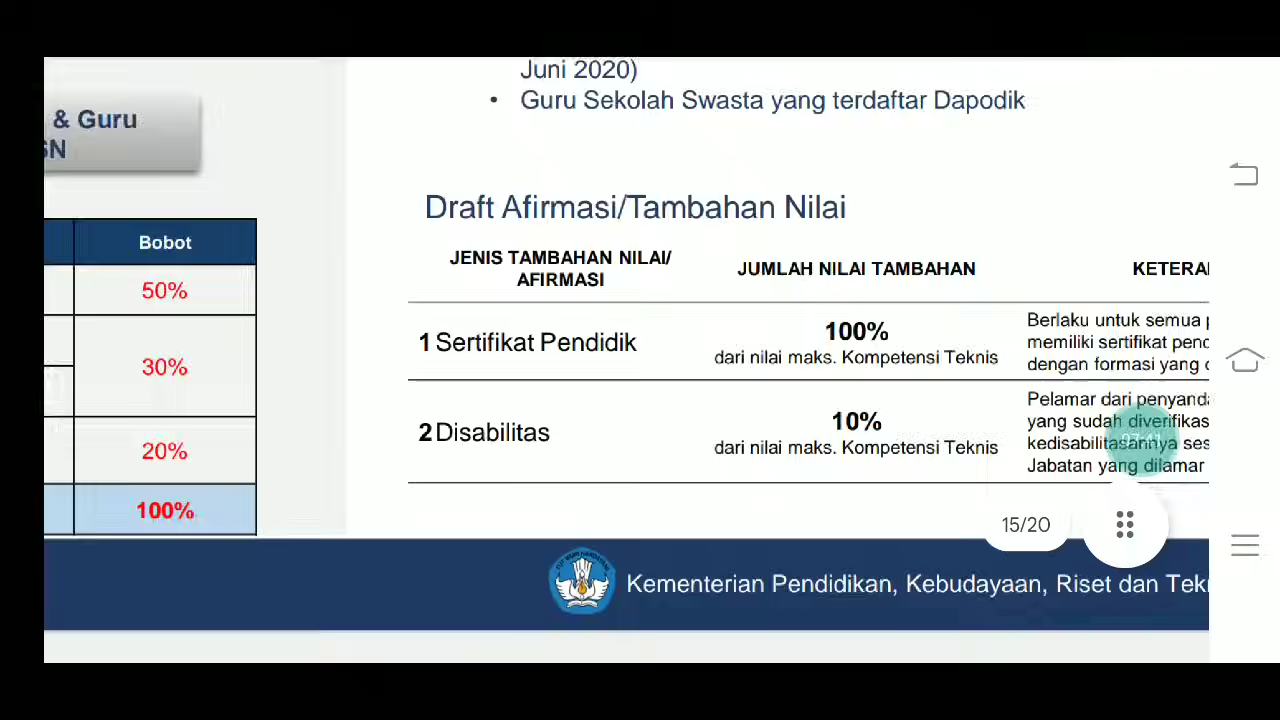 Juni 2020)
• Guru Sekolah Swasta yang terdaftar Dapodik
& Guru
Draft Afirmasi/Tambahan Nilai
Bobot
50%
30%
20%
100%
JENIS TAMBAHAN NILAI/
AFIRMASI
JUMLAH NILAI TAMBAHAN
1 Sertifikat Pendidik
100%
dari nilai maks. Kompetensi Teknis
Berlaku untuk semua
memiliki sertifikat
dengan formasi yang
2 Disabilitas
10%
dari nilai maks. Kompetensi Teknis
Pelamar dari
yang sudah
kedisabilitasannya
Jabatan yang dilamar
15/20
Kementerian Pendidikan, Kebudayaan, Riset dan